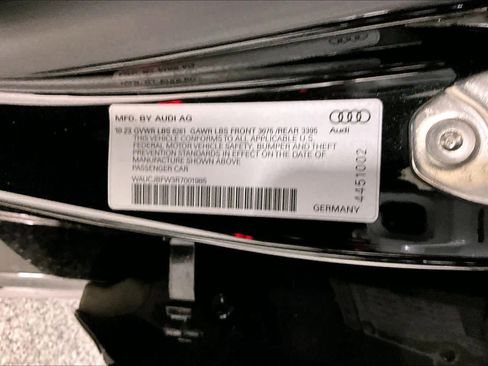 MFD. BY AUDI AG
10-23 GVWR LBS 6261 GAWR LBS FRONT 3075 /REAR 3395
THIS VEHICLE CONFORMS TO ALL APPLICABLE U.S.
FEDERAL MOTOR VEHICLE SAFETY, BUMPER AND THEFT
PREVENTION STANDARDS IN EFFECT ON THE DATE OF
MANUFACTURE SHOWN ABOVE
PASSENGER CAR
WAUCJBFW3R7001985
Audi
4451002
GERMANY